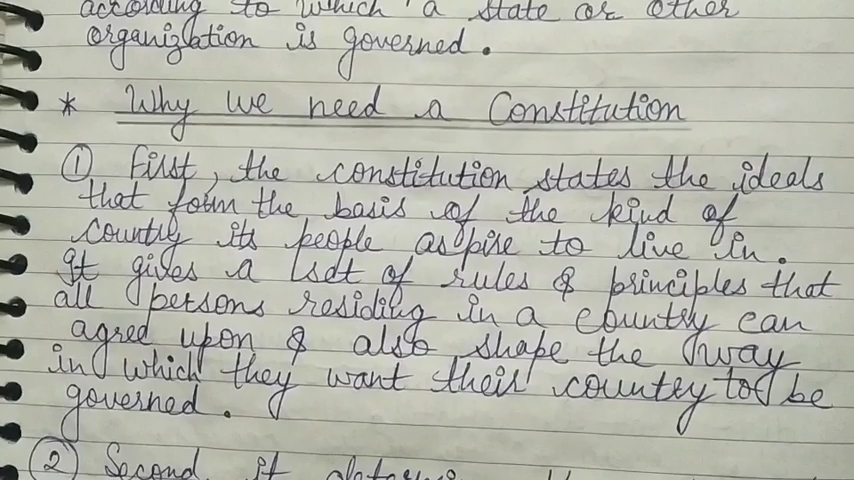 according to which a state or other
organization is governed.
* Why we need a Constitution
① First, the constitution states the ideals
that form the basis of the kind of
country its people aspire to live in.
It gives a set of rules & principles that
all persons residing in a country can
agred upon & also shape the way
in which they want their country to be
governed.
② Second, it